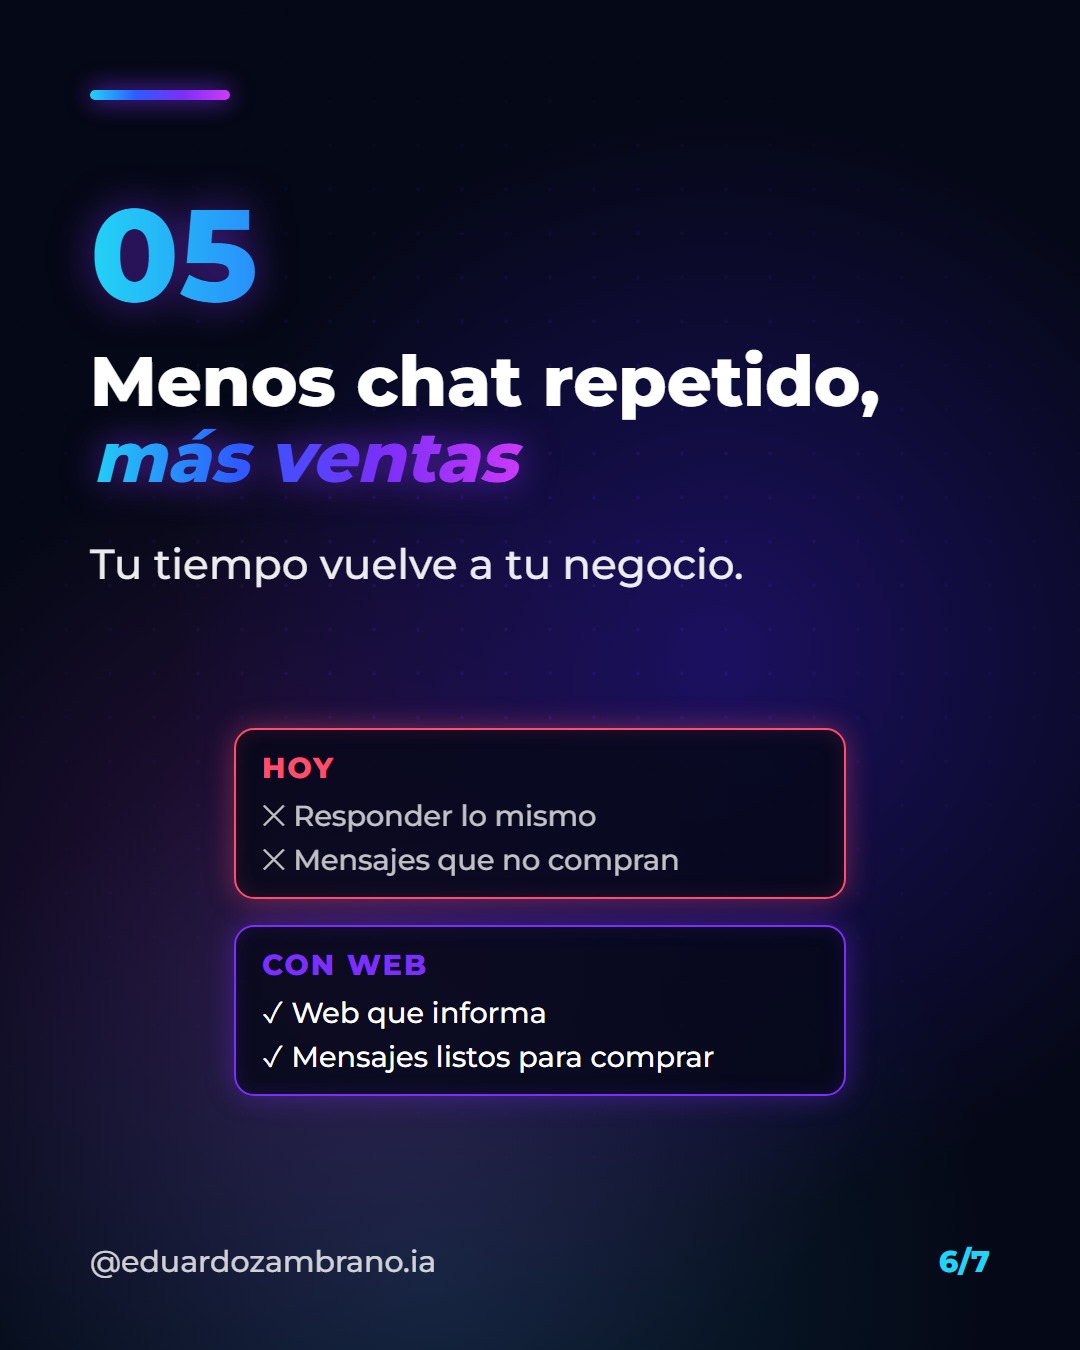 05
Menos chat repetido,
más ventas
Tu tiempo vuelve a tu negocio.
HOY
✕ Responder lo mismo
✕ Mensajes que no compran
CON WEB
✓ Web que informa
✓ Mensajes listos para comprar
@eduardozambrano.ia
6/7